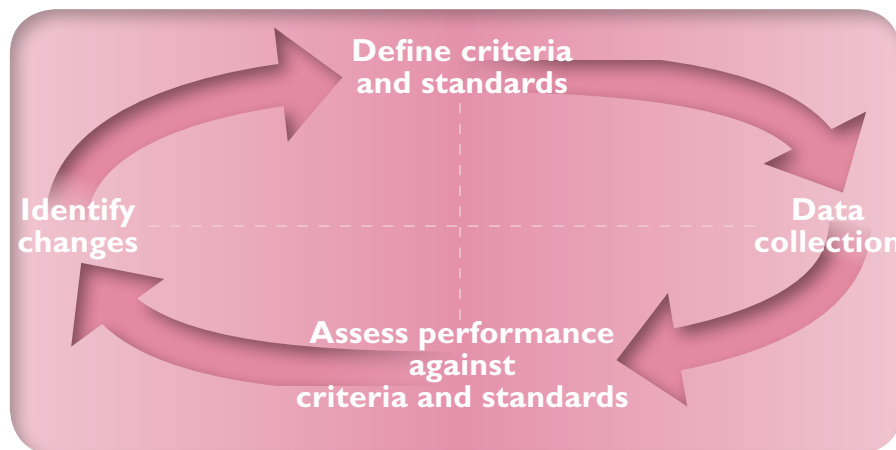 Define criteria
and standards
Identify
changes
Data
collection
Assess performance
against
criteria and standards